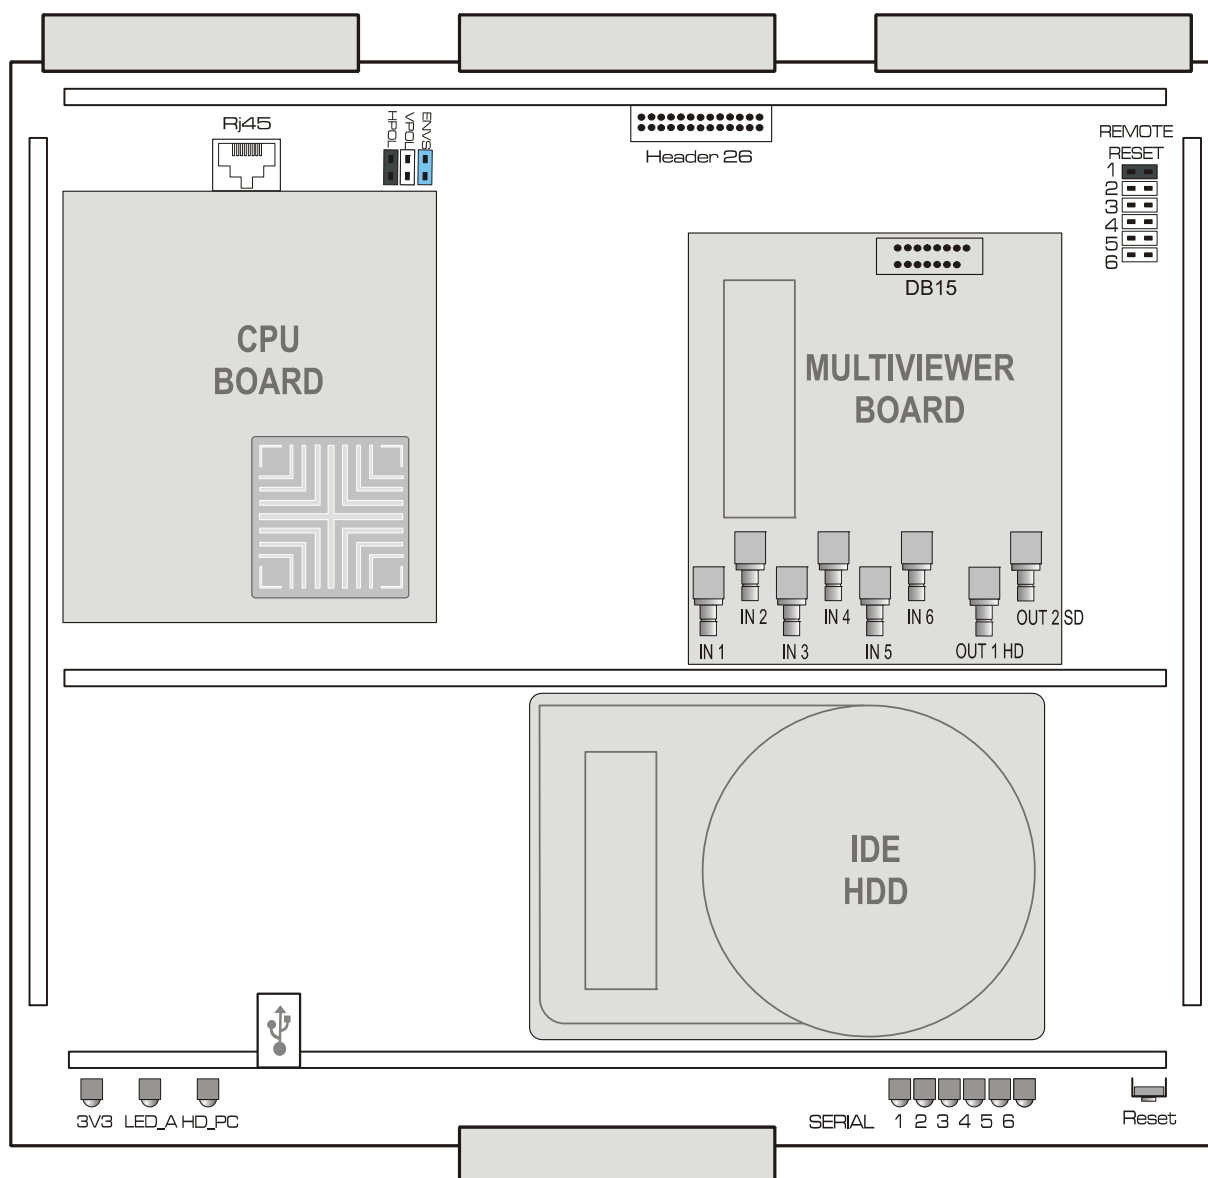 Rj45
HPOL
VPOL
ENVS
Header 26
REMOTE
RESET
1
2
3
4
5
6
DB15
CPU
BOARD
MULTIVIEWER
BOARD
IN 2
IN 4
IN 6
OUT 2 SD
IN 1
IN 3
IN 5
OUT 1 HD
IDE
HDD
3V3
LED_A
HD_PC
SERIAL 1 2 3 4 5 6
Reset